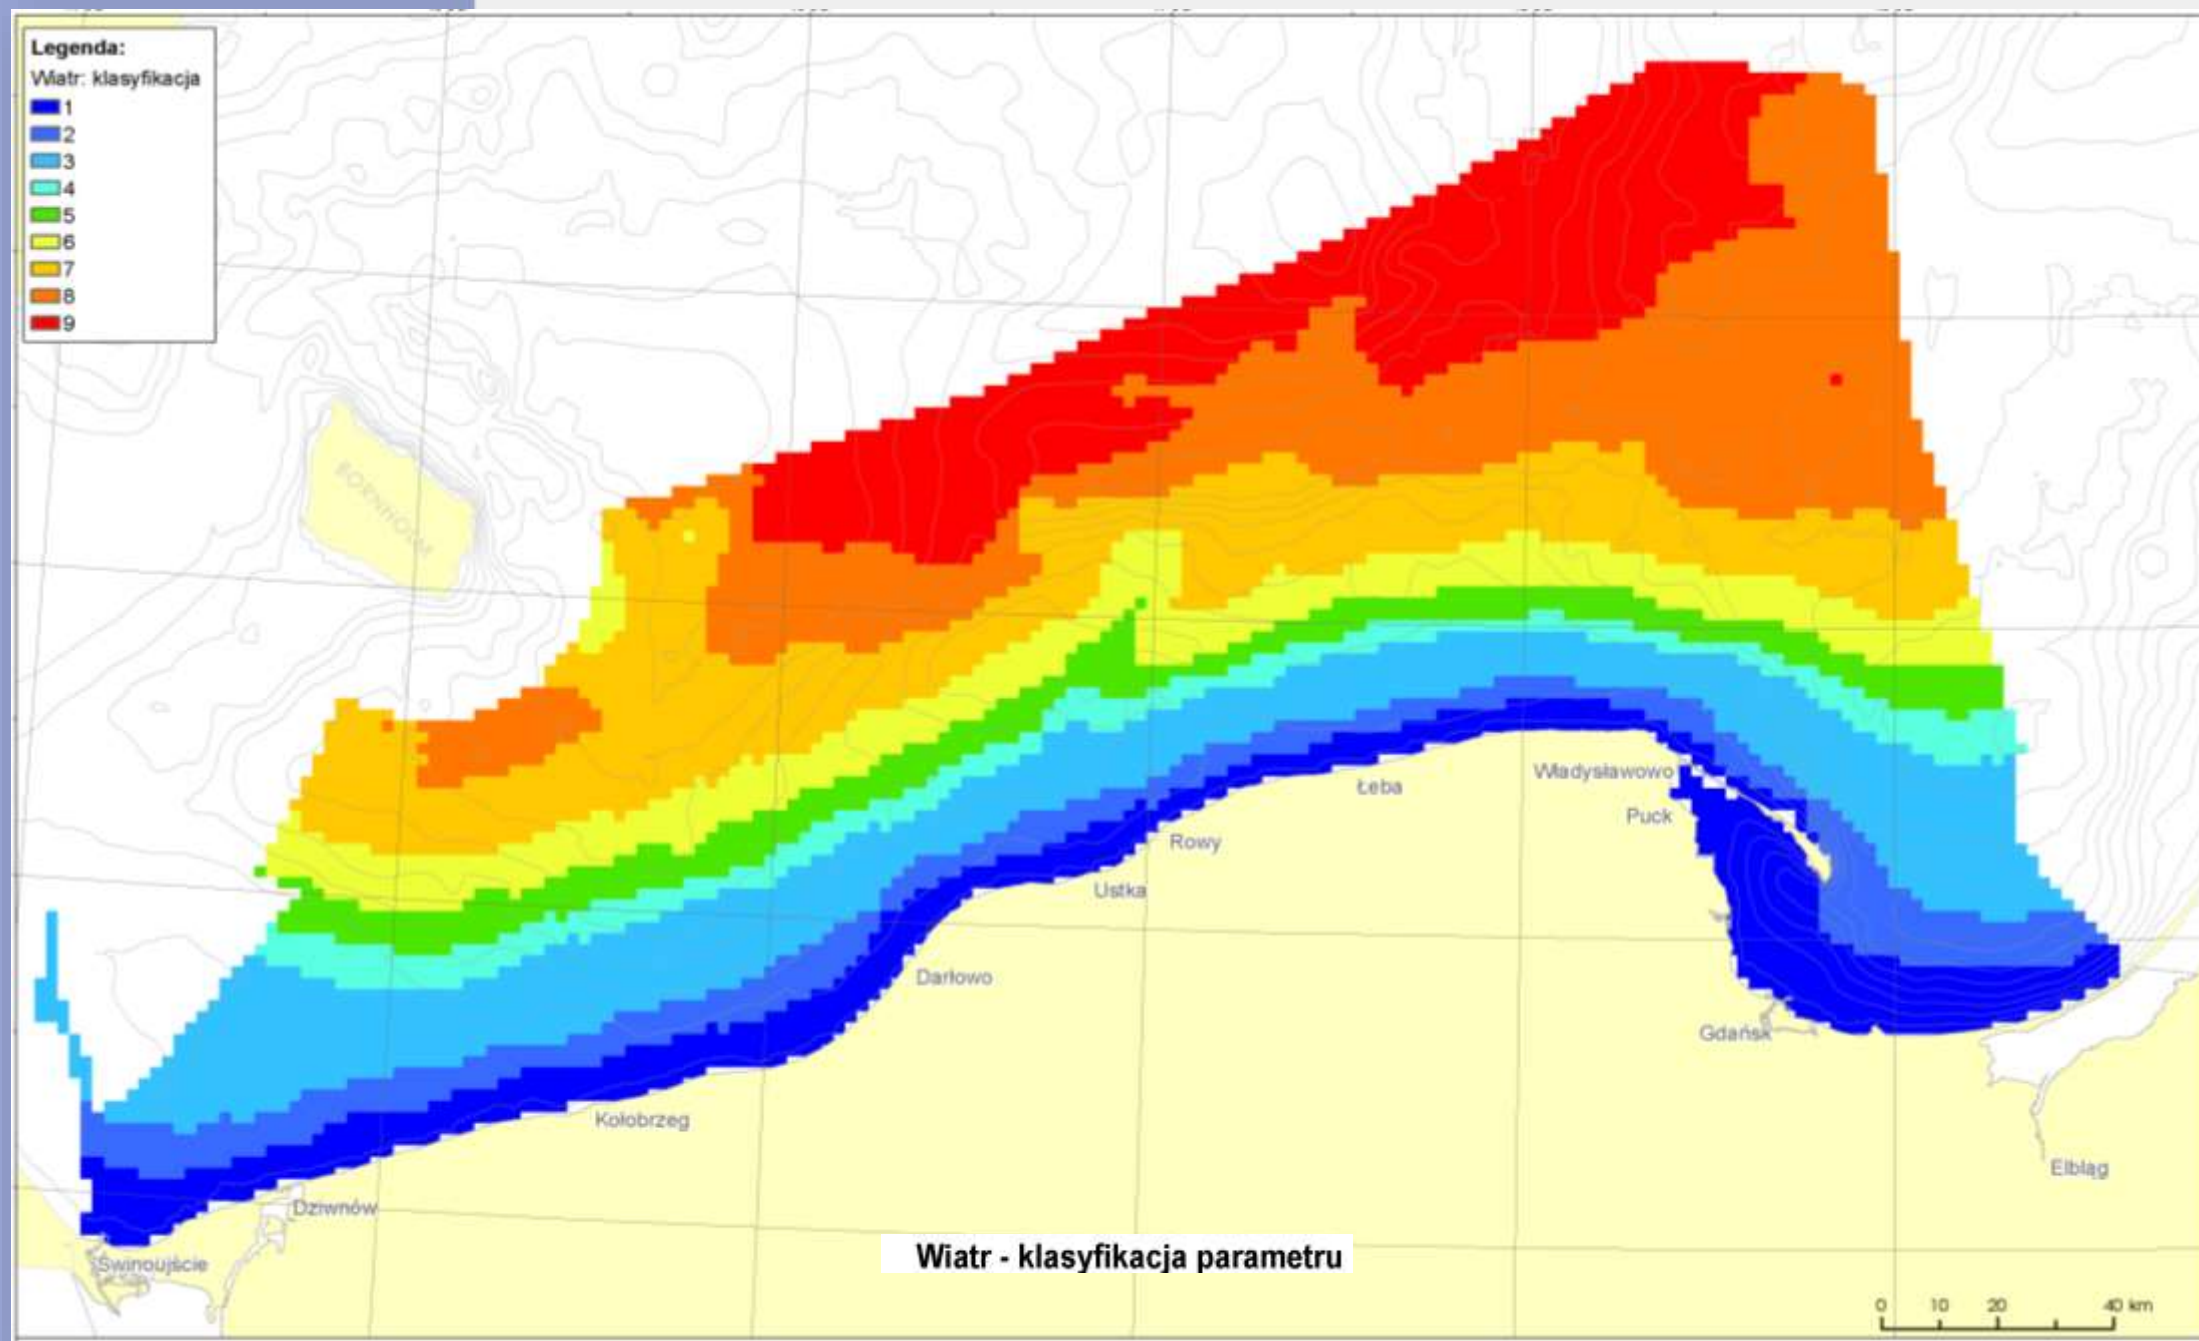 Legenda:
Wiatr: klasyfikacja
1
2
3
4
5
6
7
8
9
BORNHOLM
Łeba
Władysławowo
Puck
Rowy
Ustka
Darłowo
Gdańsk
Kołobrzeg
Elbląg
Dziwnów
Świnoujście
Wiatr - klasyfikacja parametru
0 10 20 40 km